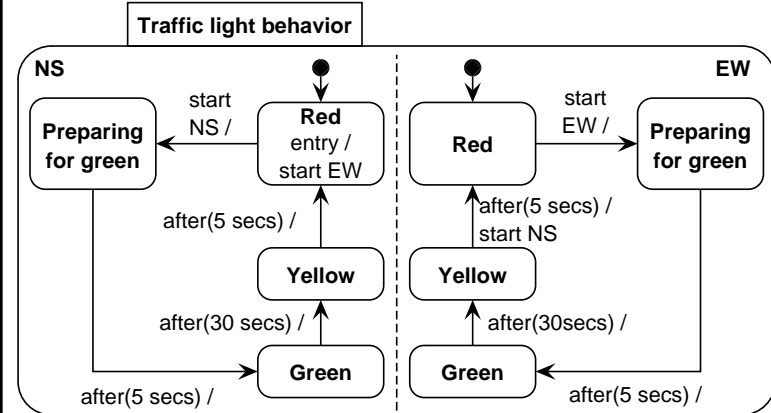 Traffic light behavior
NS
start
NS /
Preparing
for green
Red
entry /
start EW
after(5 secs) /
Yellow
after(30 secs) /
Green
after(5 secs) /
EW
Red
start
EW /
Preparing
for green
after(5 secs) /
start NS
Yellow
after(30secs) /
Green
after(5 secs) /